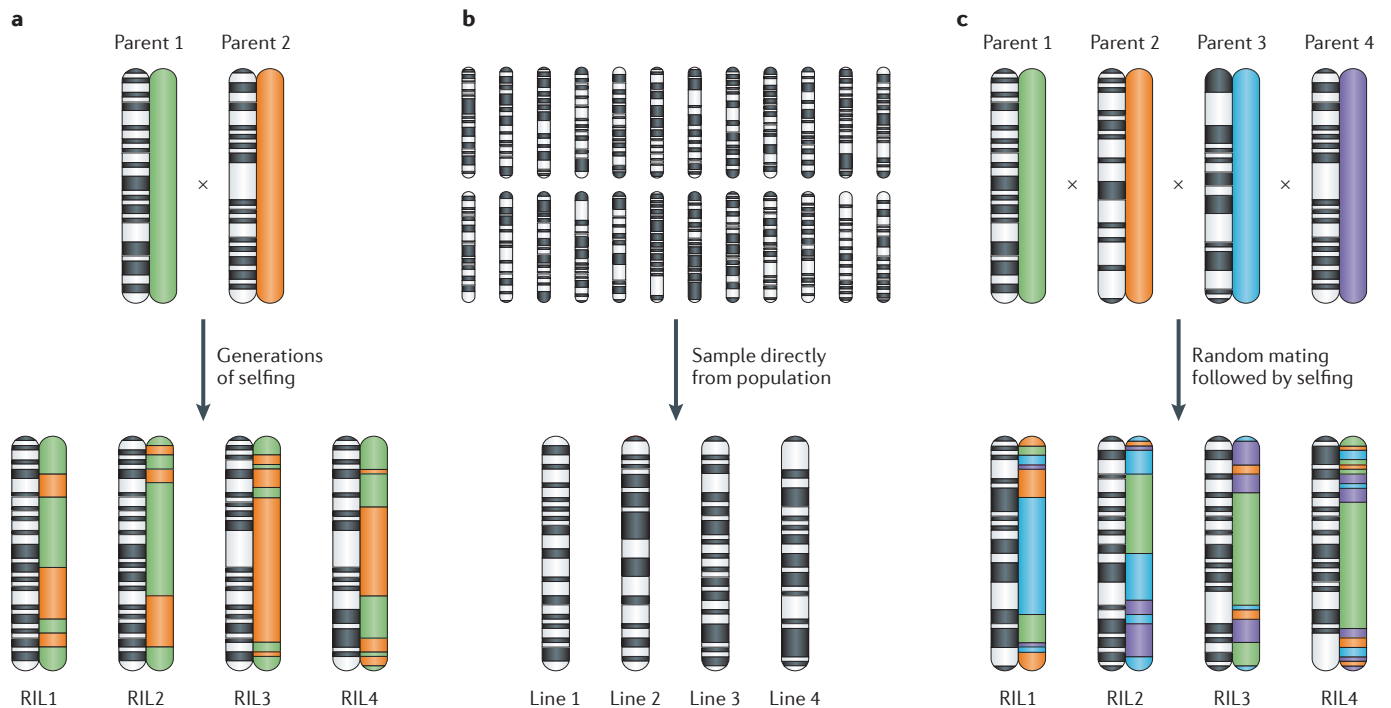 a
Parent 1
Parent 2
×
Generations
of selfing
RIL1
RIL2
RIL3
RIL4
b
Sample directly
from population
Line 1
Line 2
Line 3
Line 4
c
Parent 1
Parent 2
Parent 3
Parent 4
×
×
×
Random mating
followed by selfing
RIL1
RIL2
RIL3
RIL4